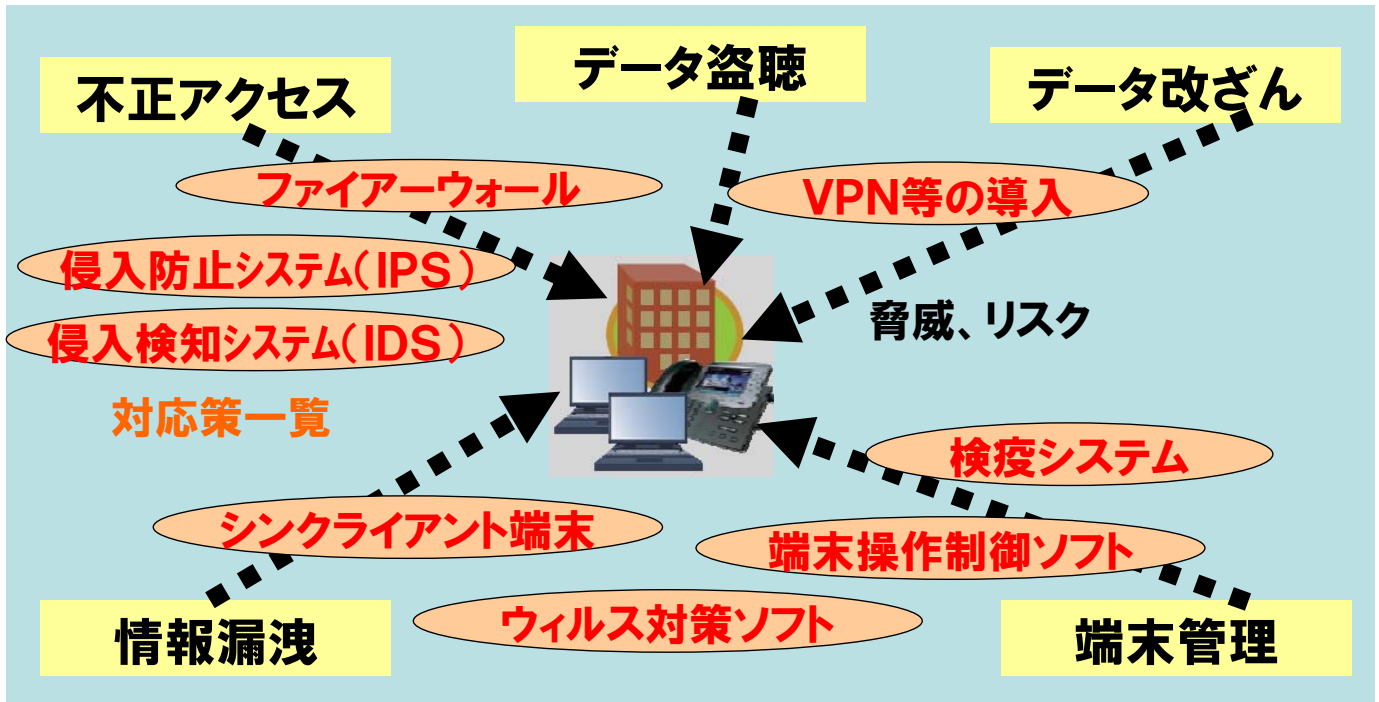 データ盗聴
不正アクセス
データ改ざん
ファイアーウォール
VPN等の導入
侵入防止システム(IPS)
脅威、リスク
侵入検知システム(IDS)
対応策一覧
検疫システム
シンクライアント端末
端末操作制御ソフト
ウィルス対策ソフト
情報漏洩
端末管理